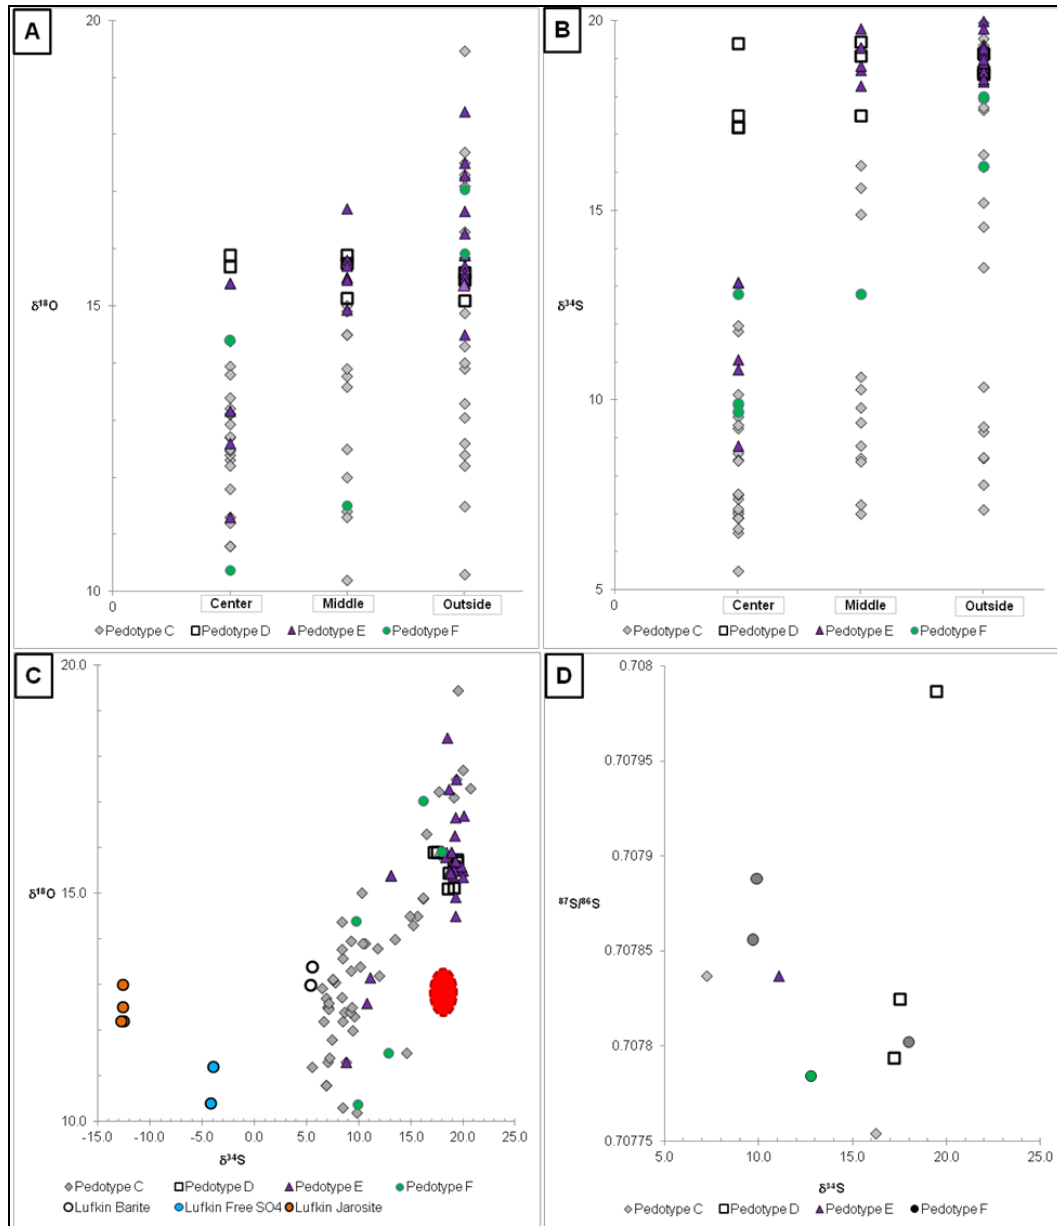 A
20
15
δ¹⁸O
10
0
Center
Middle
Outside
Pedotype C
Pedotype D
Pedotype E
Pedotype F
B
20
15
δ³⁴S
10
5
0
Center
Middle
Outside
Pedotype C
Pedotype D
Pedotype E
Pedotype F
C
20.0
δ¹⁸O
15.0
10.0
-15.0 -10.0 -5.0 0.0 5.0 10.0 15.0 20.0 25.0
δ³⁴S
Pedotype C
Pedotype D
Pedotype E
Pedotype F
Lufkin Barite
Lufkin Free SO4
Lufkin Jarosite
D
0.708
0.70795
0.7079
⁸⁷S/⁸⁶S
0.70785
0.7078
0.70775
5.0 10.0 15.0 20.0 25.0
δ³⁴S
Pedotype C
Pedotype D
Pedotype E
Pedotype F